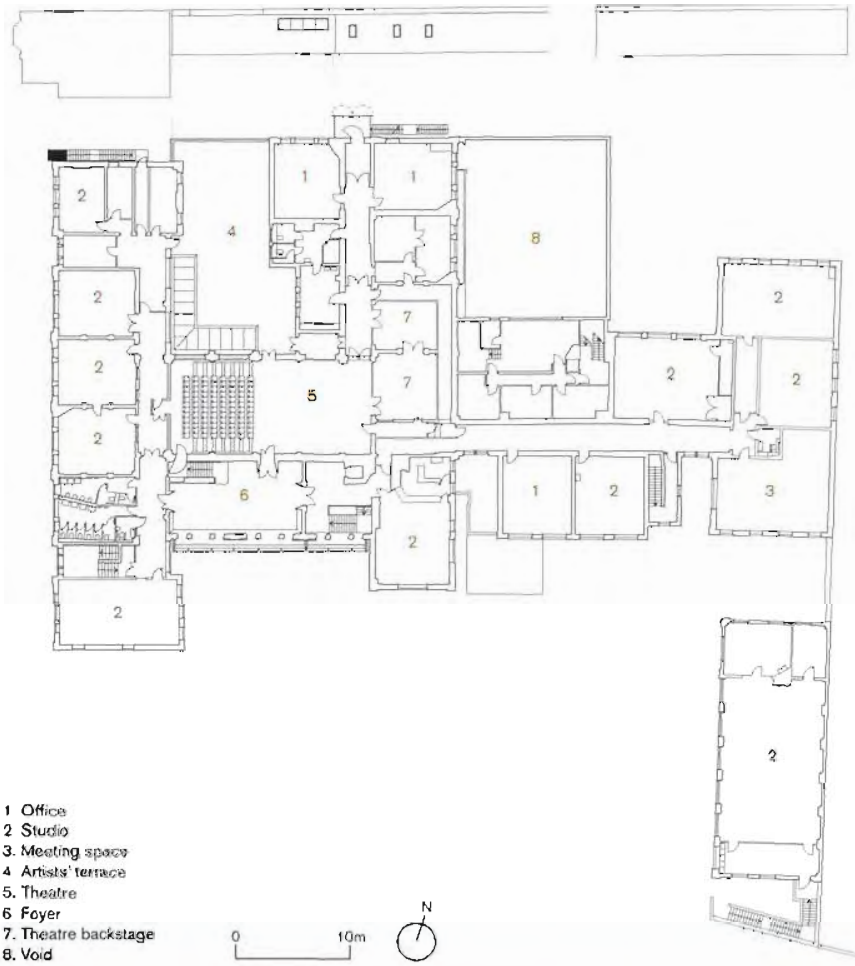 1
1
2
4
8
2
7
2
2
2
7
5
2
2
6
1
2
3
2
2
2
1 Office
2 Studio
3. Meeting space
4 Artists' terrace
5. Theatre
6 Foyer
7. Theatre backstage
8. Void
0 10m
N